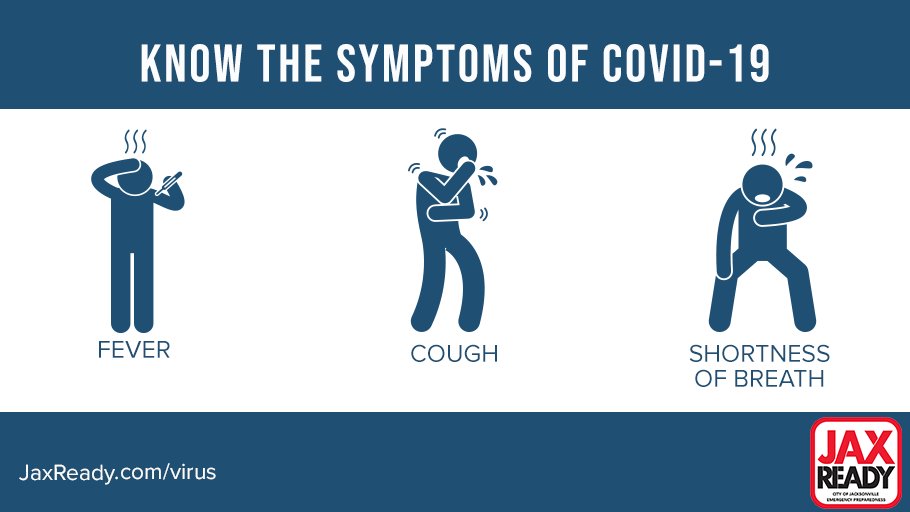 KNOW THE SYMPTOMS OF COVID-19
FEVER
COUGH
SHORTNESS
OF BREATH
JaxReady.com/virus
JAX
READY
CITY OF JACKSONVILLE
EMERGENCY PREPAREDNESS